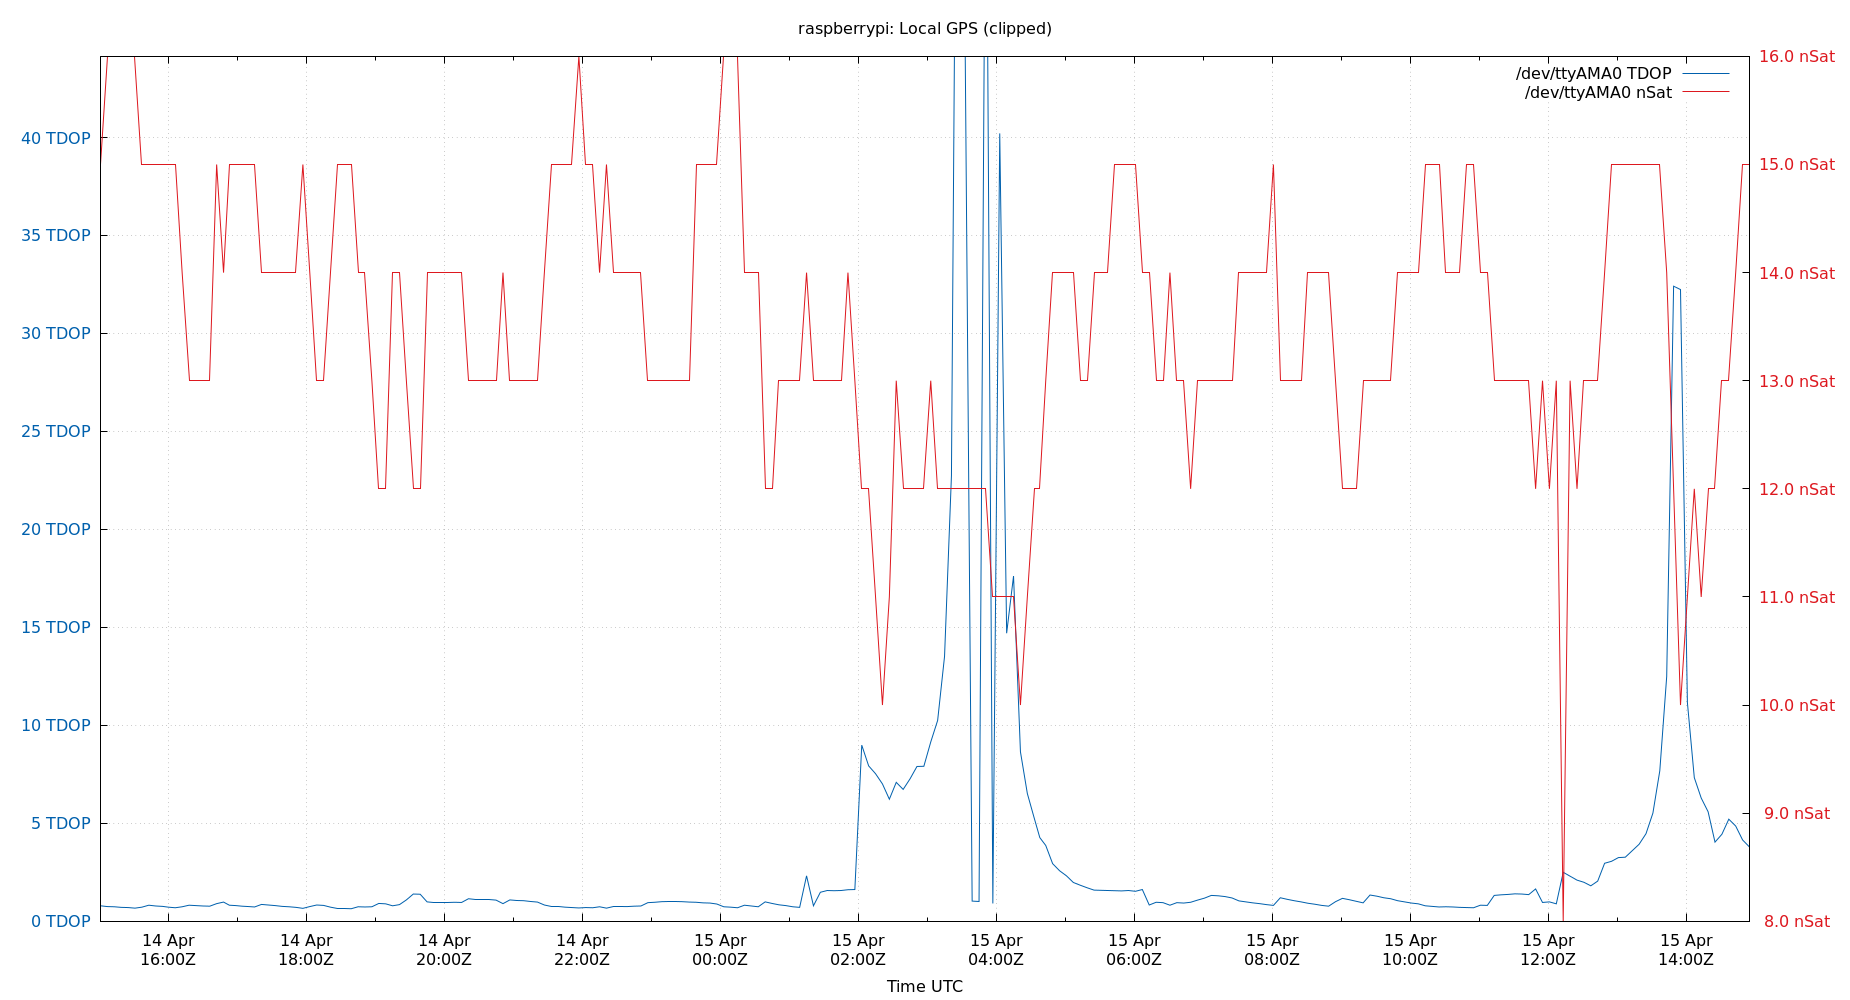 raspberrypi: Local GPS (clipped)
/dev/ttyAMA0 TDOP
/dev/ttyAMA0 nSat
40 TDOP
35 TDOP
30 TDOP
25 TDOP
20 TDOP
15 TDOP
10 TDOP
5 TDOP
0 TDOP
16.0 nSat
15.0 nSat
14.0 nSat
13.0 nSat
12.0 nSat
11.0 nSat
10.0 nSat
9.0 nSat
8.0 nSat
14 Apr
16:00Z
14 Apr
18:00Z
14 Apr
20:00Z
14 Apr
22:00Z
15 Apr
00:00Z
15 Apr
02:00Z
15 Apr
04:00Z
15 Apr
06:00Z
15 Apr
08:00Z
15 Apr
10:00Z
15 Apr
12:00Z
15 Apr
14:00Z
Time UTC